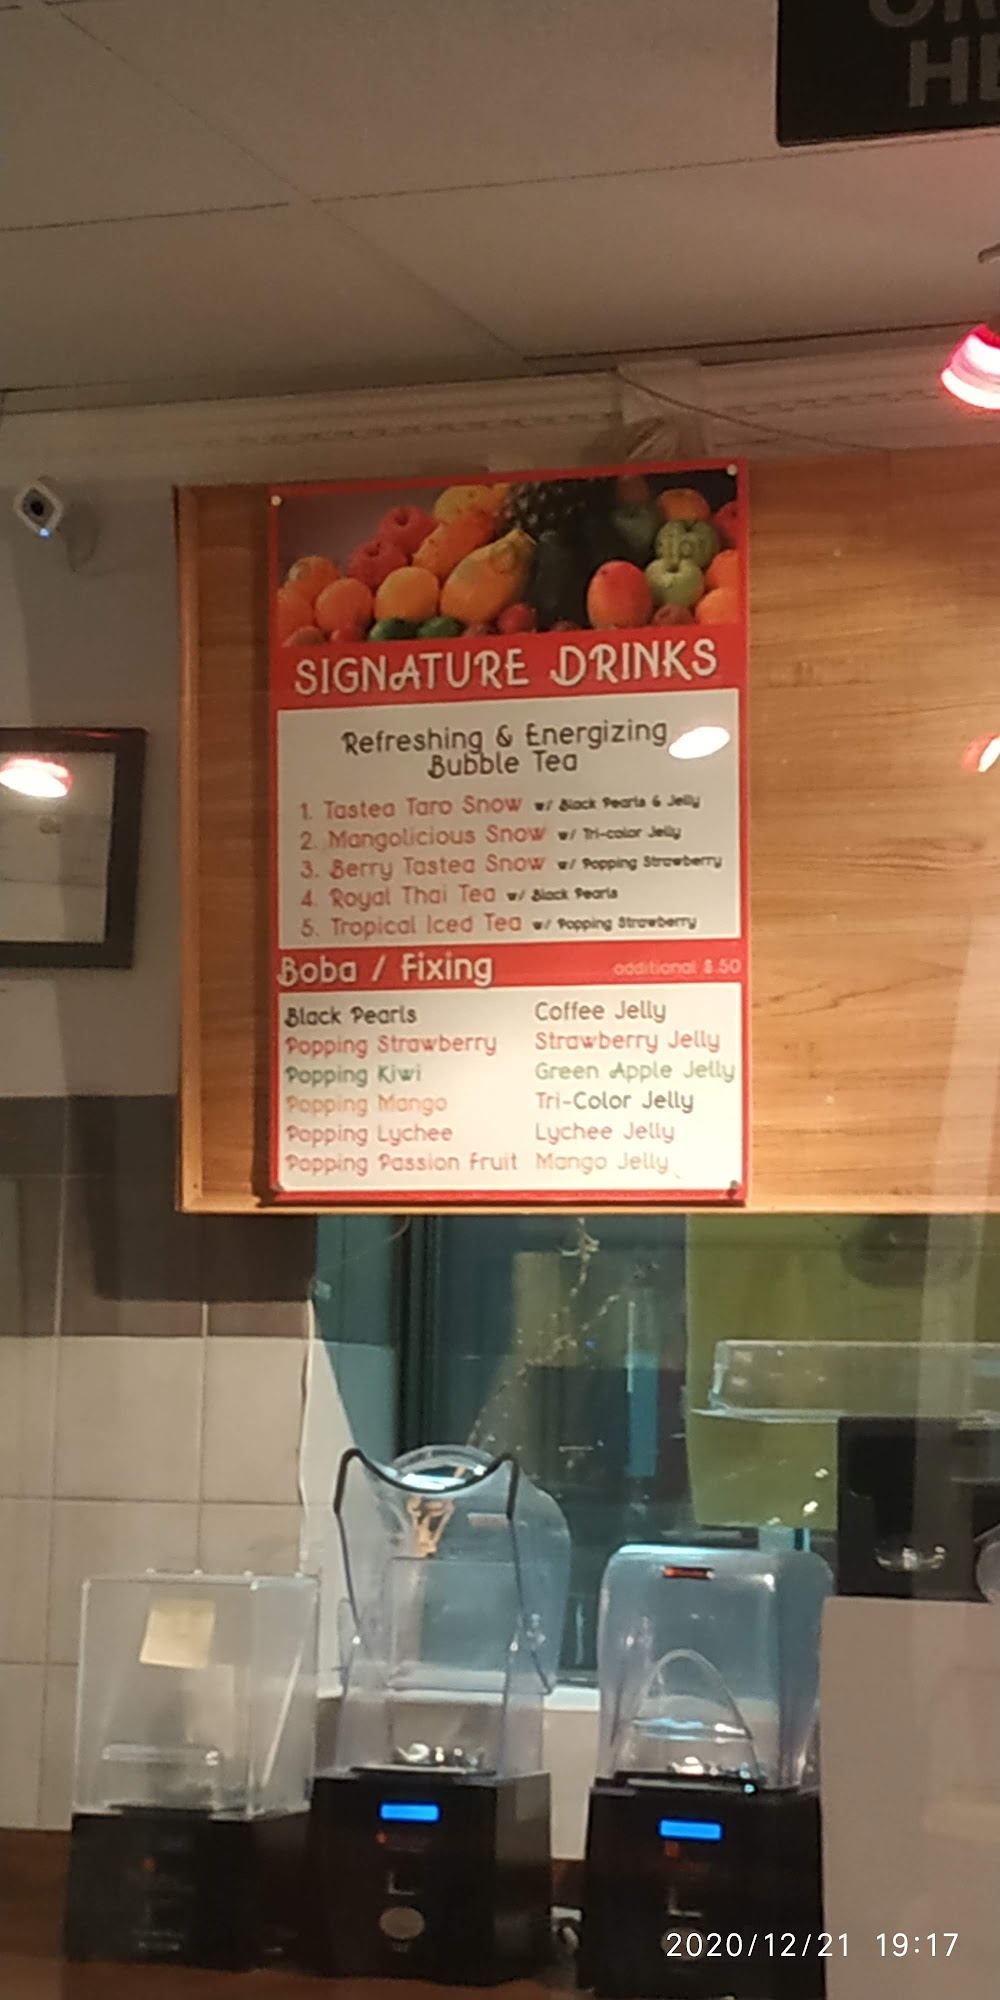 HE
SIGNATURE DRINKS
Refreshing & Energizing
Bubble Tea
1. Tastea Taro Snow w/ Black Pearls & Jelly
2. Mangolicious Snow w/ Tri-color Jelly
3. Berry Tastea Snow w/ Popping Strawberry
4. Royal Thai Tea w/ Black Pearls
5. Tropical Iced Tea w/ Popping Strawberry
Boba / Fixing additional $.50
Black Pearls Coffee Jelly
Popping Strawberry Strawberry Jelly
Popping Kiwi Green Apple Jelly
Popping Mango Tri-Color Jelly
Popping Lychee Lychee Jelly
Popping Passion Fruit Mango Jelly
2020/12/21 19:17